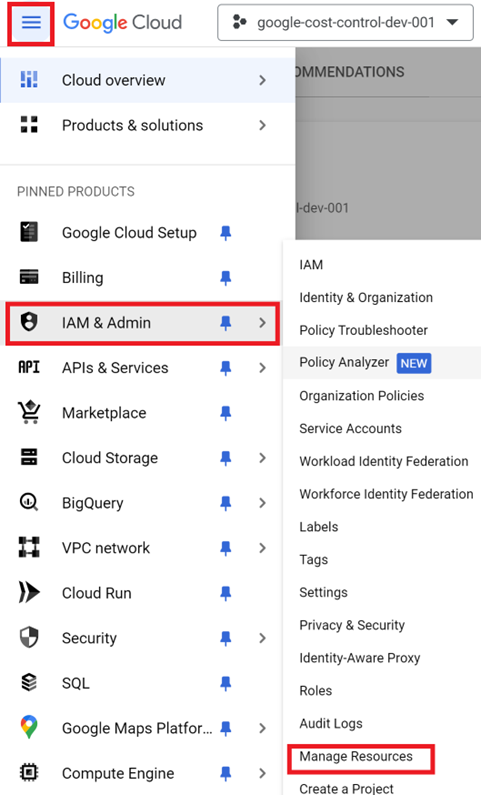 Google Cloud
google-cost-control-dev-001
OMMENDATIONS
Cloud overview
Products & solutions
l-dev-001
PINNED PRODUCTS
Google Cloud Setup
Billing
IAM & Admin
API APIs & Services
Marketplace
Cloud Storage
BigQuery
VPC network
Cloud Run
Security
SQL
Google Maps Platfor...
Compute Engine
IAM
Identity & Organization
Policy Troubleshooter
Policy Analyzer NEW
Organization Policies
Service Accounts
Workload Identity Federation
Workforce Identity Federation
Labels
Tags
Settings
Privacy & Security
Identity-Aware Proxy
Roles
Audit Logs
Manage Resources
Create a Project